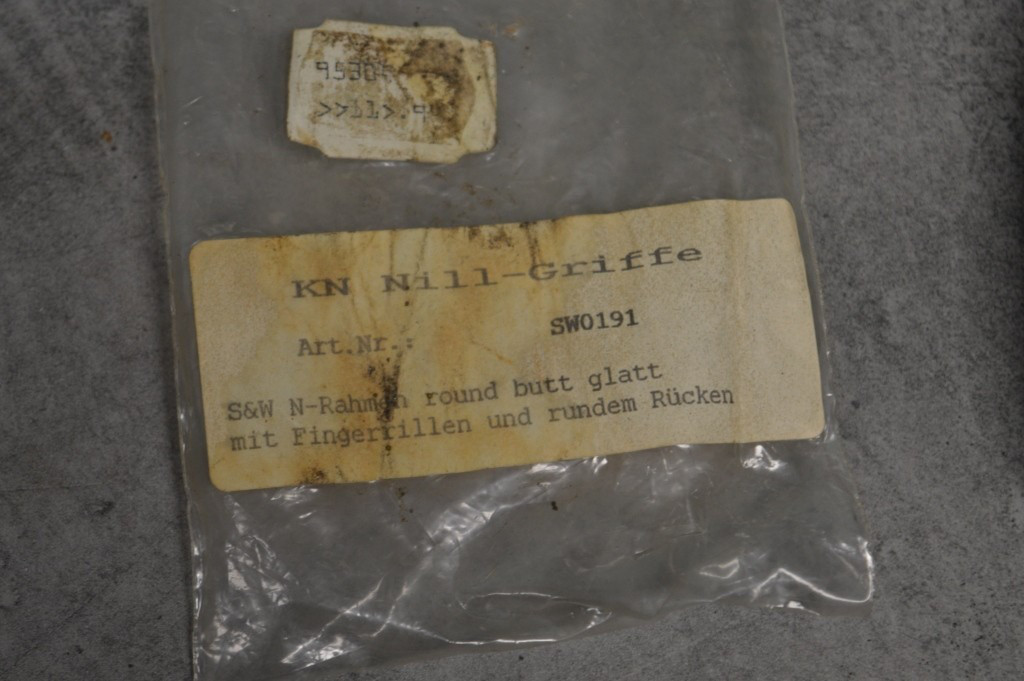 KN Nill-Griffe
Art.Nr.: SW0191
S&W N-Rahmen round butt glatt
mit Fingerrillen und rundem Rücken